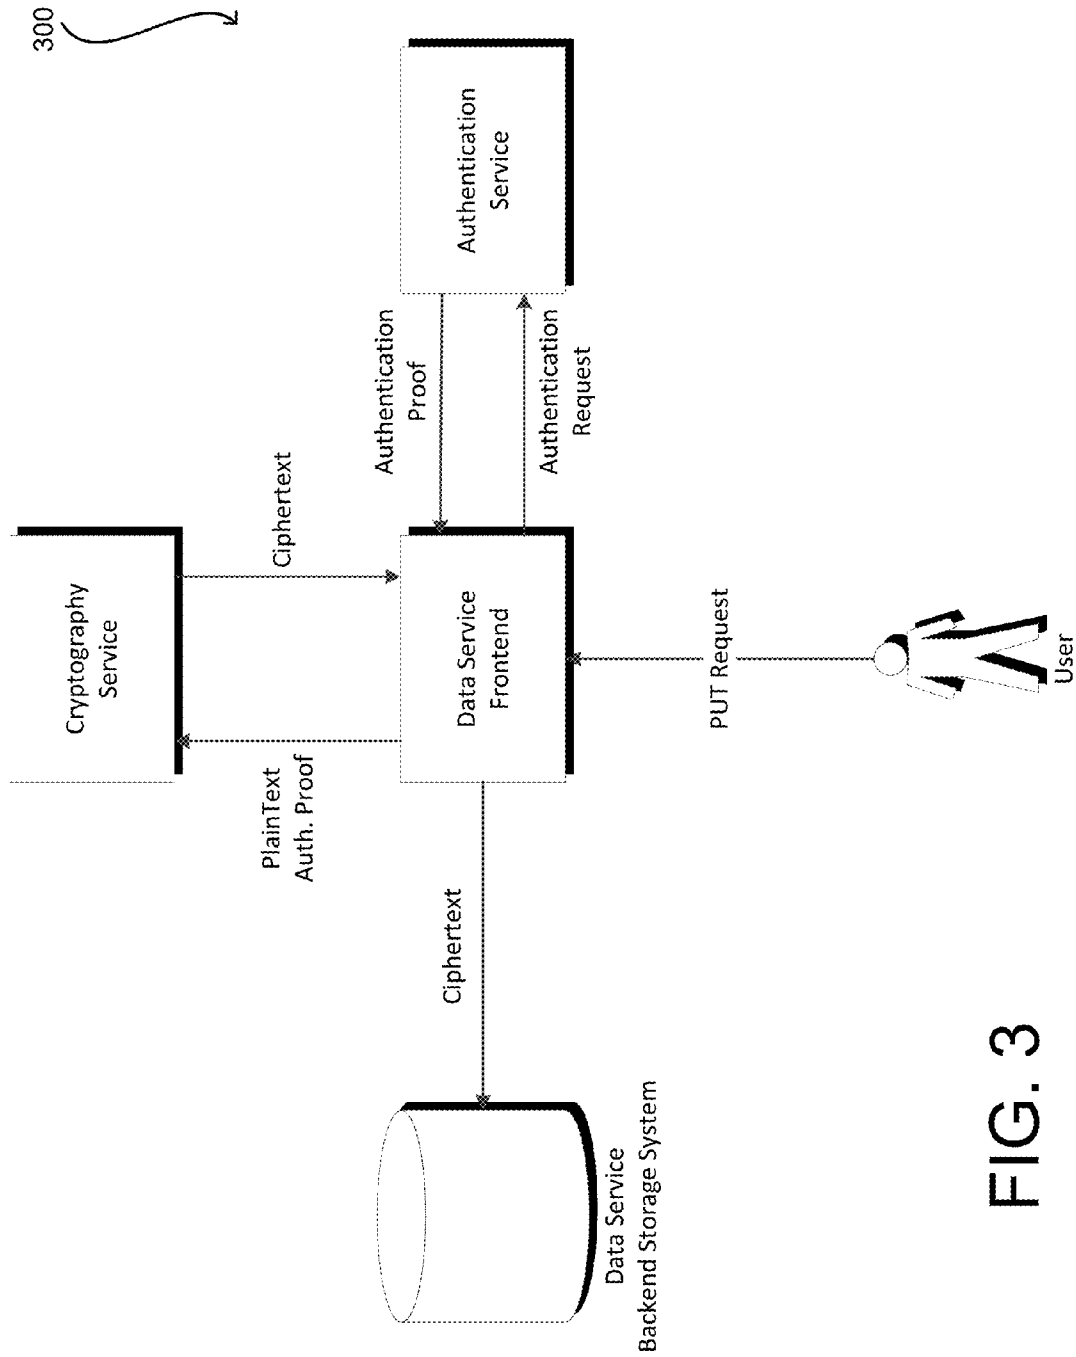 300
Cryptography
Service
PlainText
Auth. Proof
Ciphertext
Data Service
Frontend
Authentication
Proof
Authentication
Request
Authentication
Service
Ciphertext
Data Service
Backend Storage System
PUT Request
User
FIG. 3